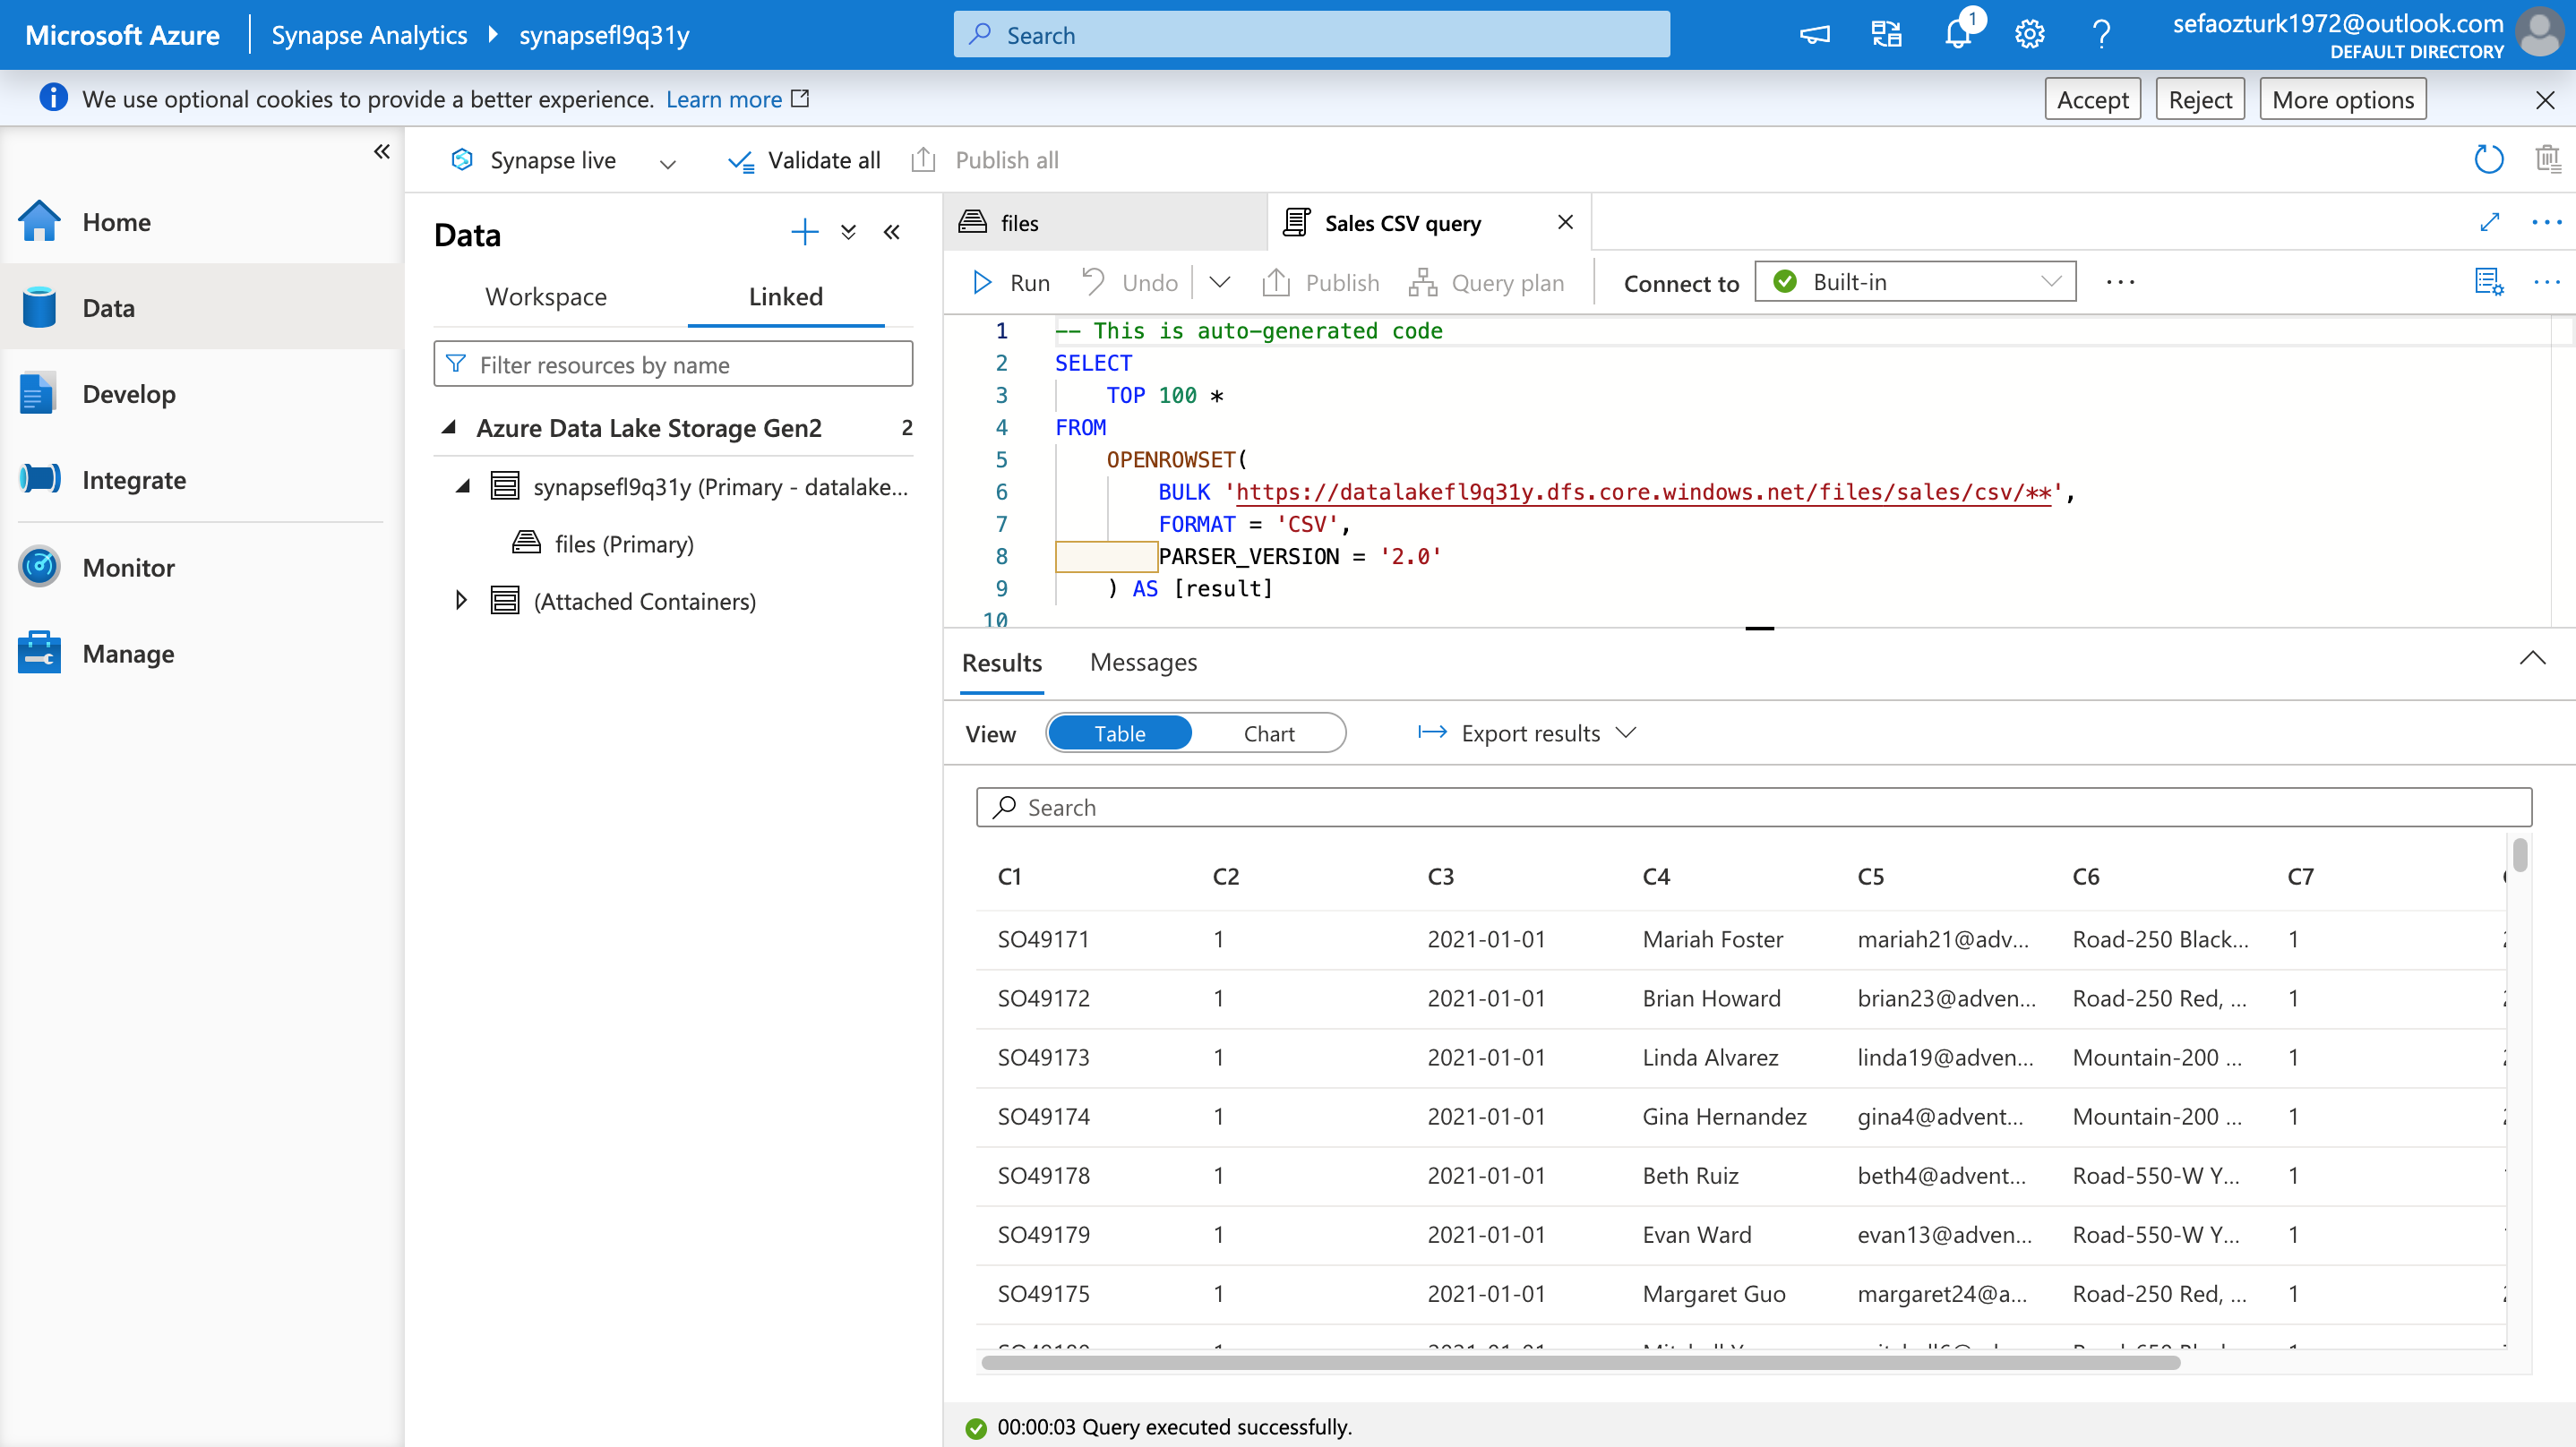 Microsoft Azure
Synapse Analytics
synapsefl9q31y
Search
1
sefaozturk1972@outlook.com
DEFAULT DIRECTORY
We use optional cookies to provide a better experience. Learn more
Accept
Reject
More options
Synapse live
Validate all
Publish all
Home
Data
Develop
Integrate
Monitor
Manage
Data
Workspace
Linked
Filter resources by name
Azure Data Lake Storage Gen2 2
synapsefl9q31y (Primary - datalake...
files (Primary)
(Attached Containers)
files
Sales CSV query
Run
Undo
Publish
Query plan
Connect to
Built-in
1 -- This is auto-generated code
2 SELECT
3 TOP 100 *
4 FROM
5 OPENROWSET(
6 BULK 'https://datalakefl9q31y.dfs.core.windows.net/files/sales/csv/**',
7 FORMAT = 'CSV',
8 PARSER_VERSION = '2.0'
9 ) AS [result]
10
Results
Messages
View
Table
Chart
Export results
Search
C1 C2 C3 C4 C5 C6 C7
SO49171 1 2021-01-01 Mariah Foster mariah21@adv... Road-250 Black... 1
SO49172 1 2021-01-01 Brian Howard brian23@adven... Road-250 Red, ... 1
SO49173 1 2021-01-01 Linda Alvarez linda19@adven... Mountain-200 ... 1
SO49174 1 2021-01-01 Gina Hernandez gina4@advent... Mountain-200 ... 1
SO49178 1 2021-01-01 Beth Ruiz beth4@advent... Road-550-W Y... 1
SO49179 1 2021-01-01 Evan Ward evan13@adven... Road-550-W Y... 1
SO49175 1 2021-01-01 Margaret Guo margaret24@a... Road-250 Red, ... 1
00:00:03 Query executed successfully.